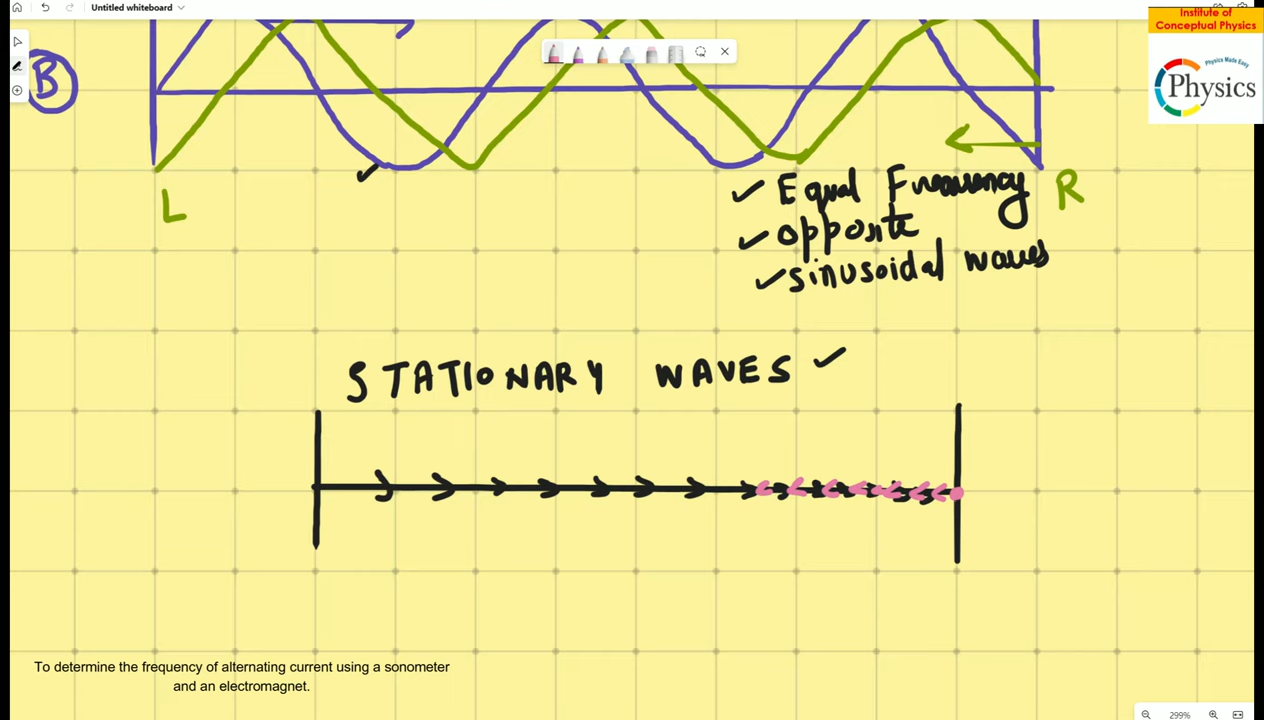 Untitled whiteboard
Institute of
Conceptual Physics
Physics Made Easy
Physics
B
L
R
Equal Frequency
opposite
sinusoidal waves
STATIONARY WAVES
To determine the frequency of alternating current using a sonometer
and an electromagnet.
299%